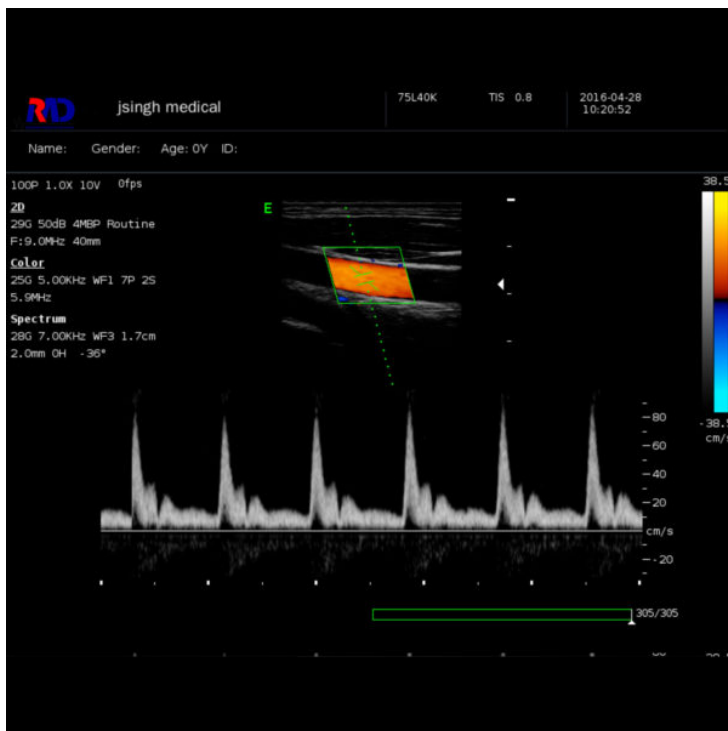 RMD jsingh medical 75L40K TIS 0.8 2016-04-28
10:20:52
Name: Gender: Age: 0Y ID:
100P 1.0X 10V 0fps
38.5
2D
29G 50dB 4MBP Routine
F:9.0MHz 40mm
E
Color
25G 5.00KHz WF1 7P 2S
5.9MHz
Spectrum
28G 7.00KHz WF3 1.7cm
2.0mm 0H -36°
-38.5
cm/s
80
60
40
20
cm/s
-20
305/305